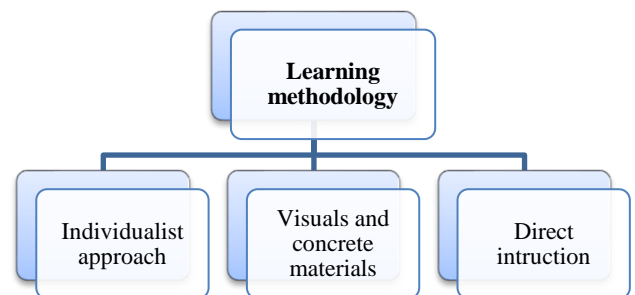 Learning
methodology
Individualist
approach
Visuals and
concrete
materials
Direct
intruction